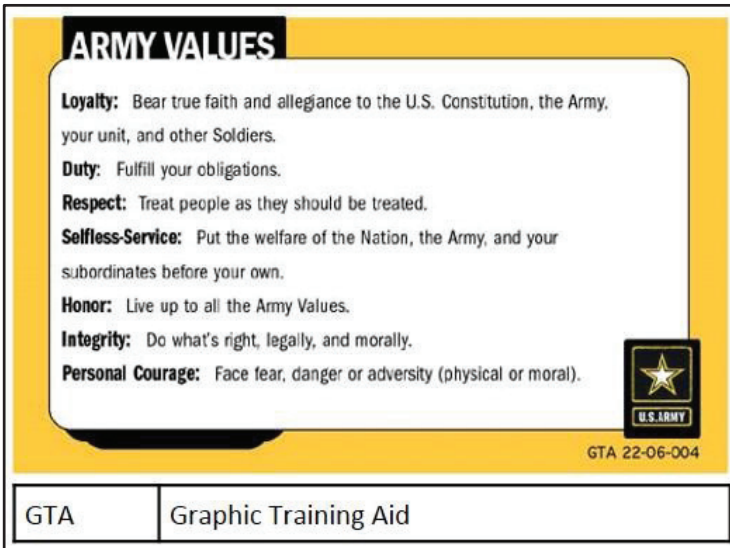 ARMY VALUES
Loyalty: Bear true faith and allegiance to the U.S. Constitution, the Army,
your unit, and other Soldiers.
Duty: Fulfill your obligations.
Respect: Treat people as they should be treated.
Selfless-Service: Put the welfare of the Nation, the Army, and your
subordinates before your own.
Honor: Live up to all the Army Values.
Integrity: Do what's right, legally, and morally.
Personal Courage: Face fear, danger or adversity (physical or moral).
U.S.ARMY
GTA 22-06-004
GTA Graphic Training Aid